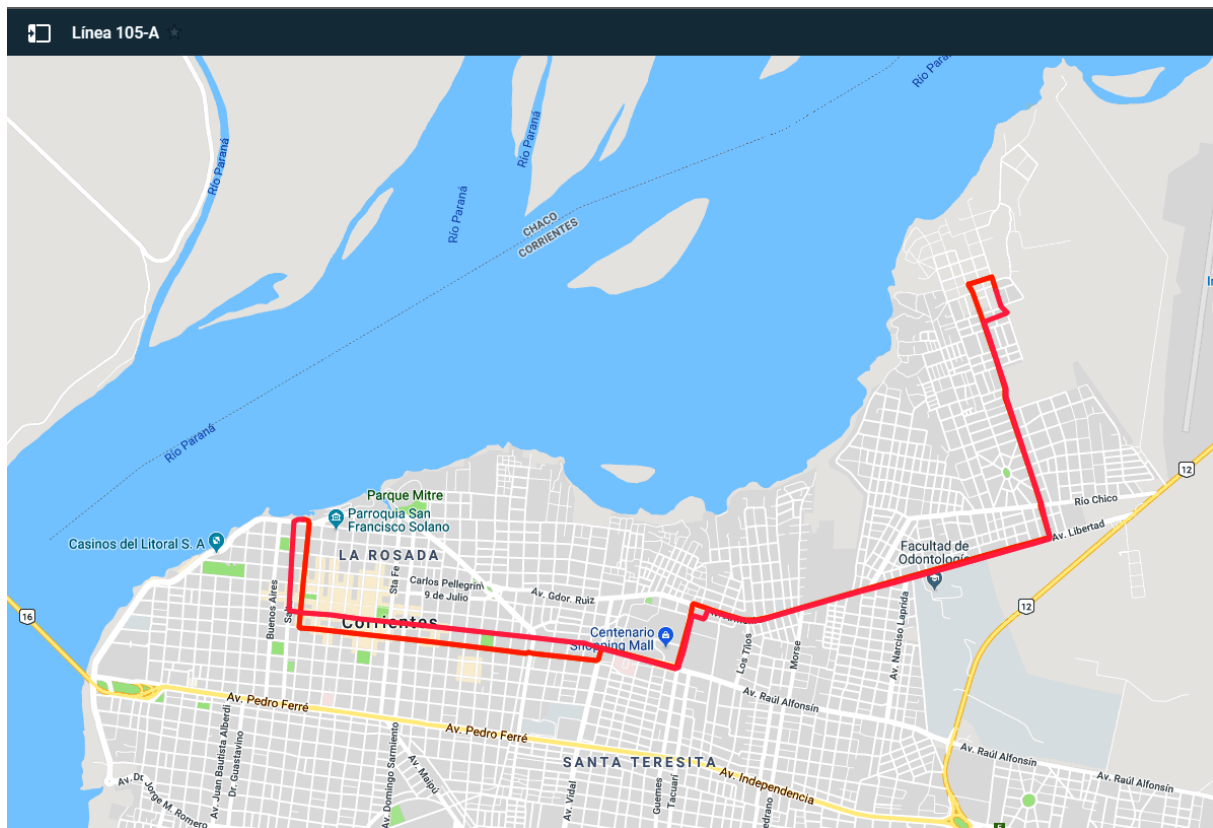 Línea 105-A
Río Paraná
Río Paraná
Río Paraná
Río Paraná
CHACO
CORRIENTES
Río Paraná
12
Parque Mitre
Parroquia San
Francisco Solano
Casinos del Litoral S. A
LA ROSADA
Río Chico
Av. Libertad
Facultad de
Odontología
Carlos Pellegrini
9 de Julio
Sta Fe
Av. Gdor. Ruiz
Buenos Aires
12
16
Corrientes
Centenario
Shopping Mall
Los Tilos
Morse
Av. Narciso Laprida
Av. Raúl Alfonsín
Av. Pedro Ferré
Av. Pedro Ferré
Av. Juan Bautista Alberdi
Dr. Gustavino
Av. Domingo Sarmiento
Av. Maipú
SANTA TERESITA
Av. Independencia
Av. Raúl Alfonsín
Av. Raúl Alfonsín
Av. Vidal
Guemes
Tacuarí
Jorge M. Romero